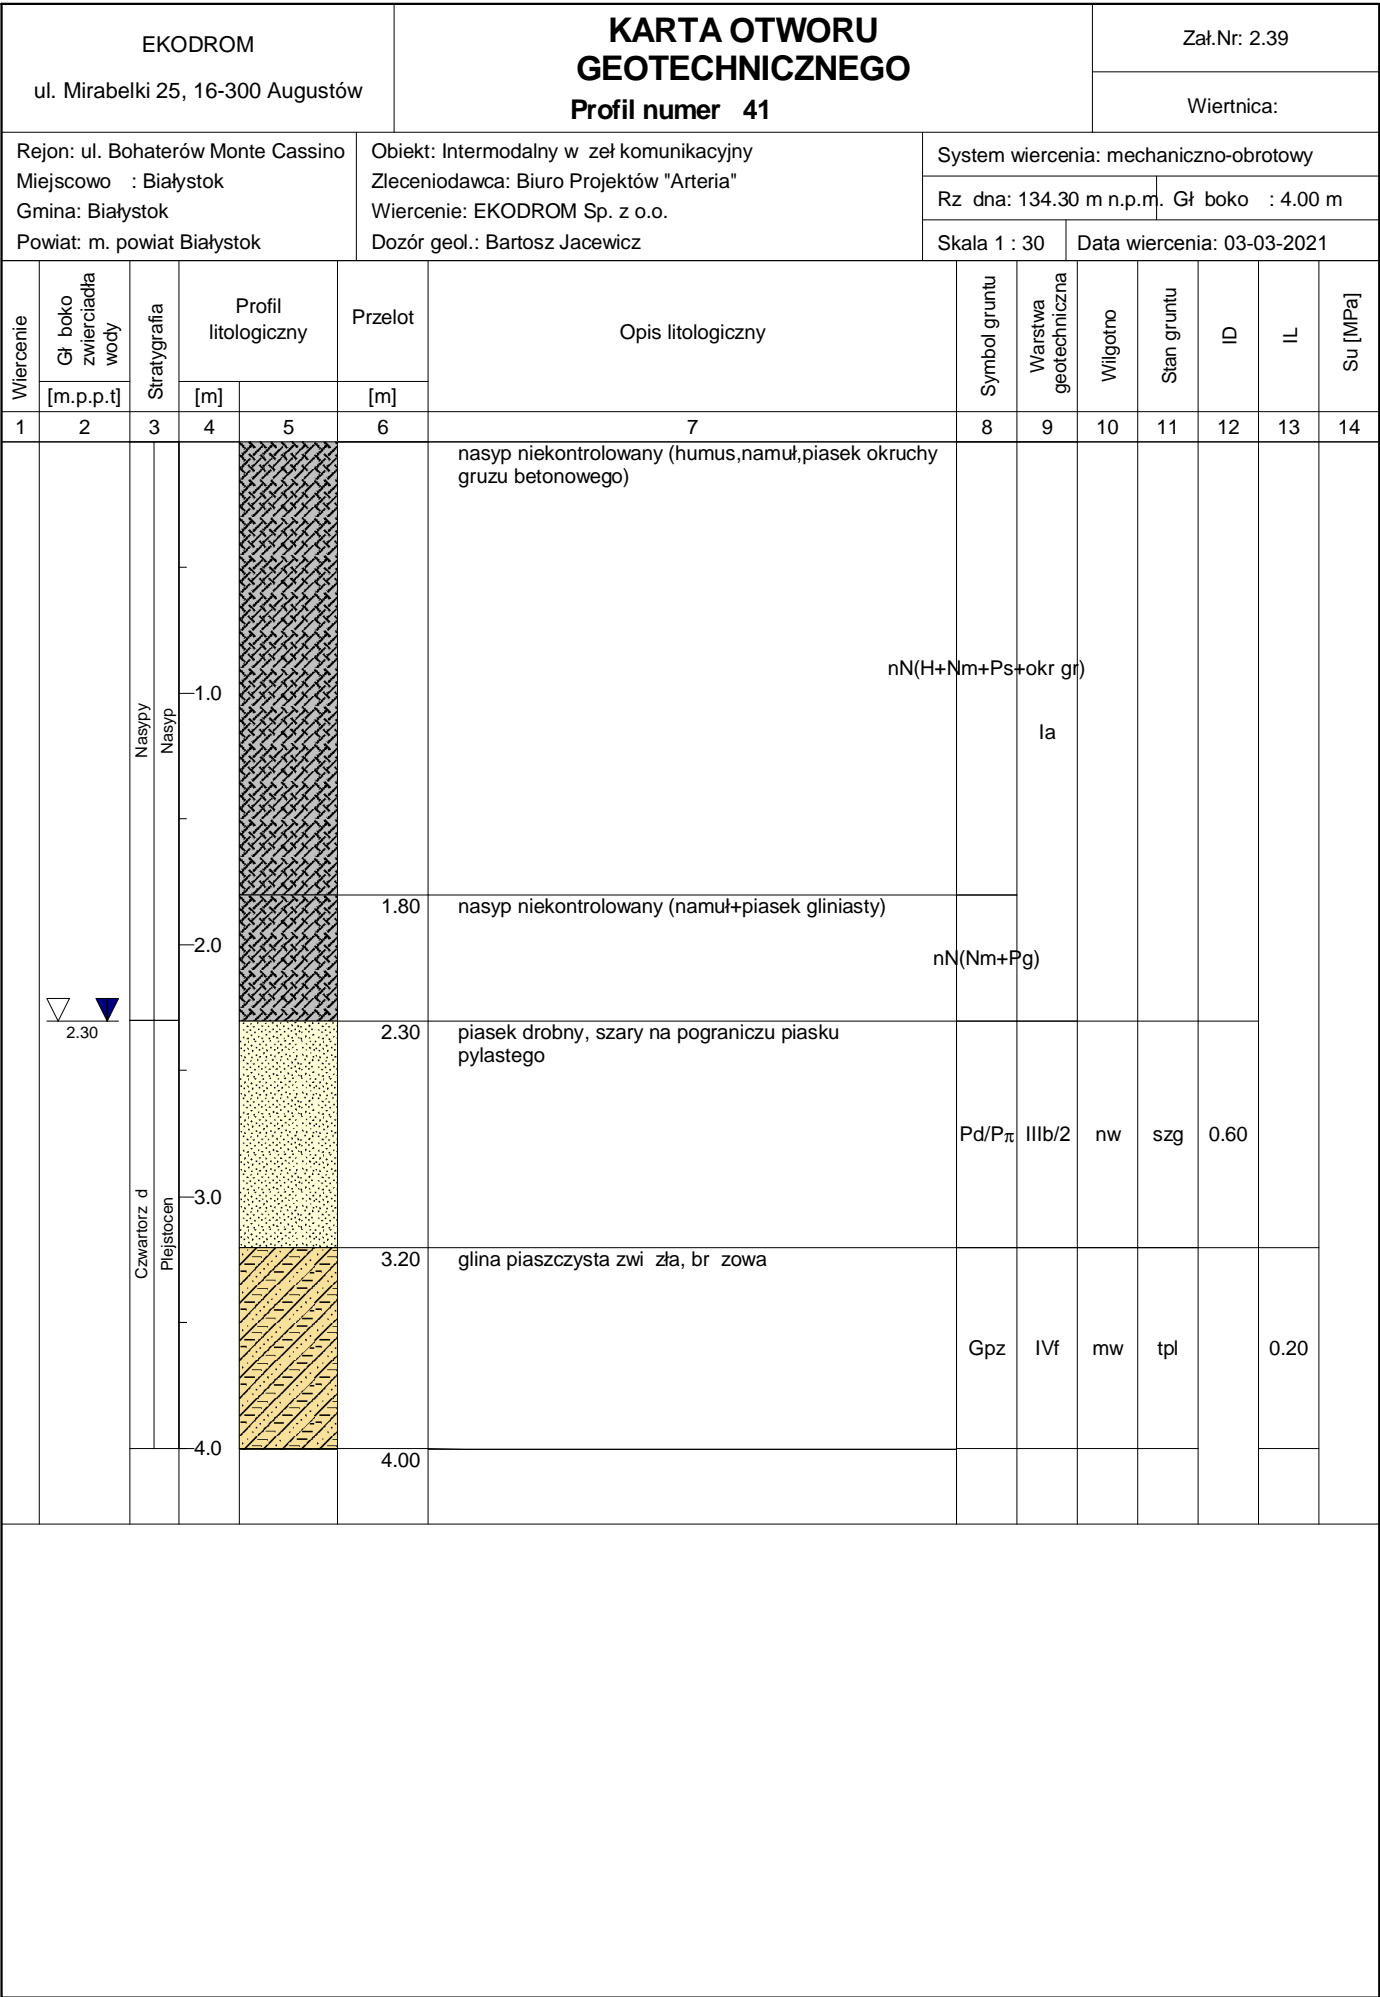 EKODROM
ul. Mirabelki 25, 16-300 Augustów
KARTA OTWORU
GEOTECHNICZNEGO
Profil numer 41
Zał.Nr: 2.39
Wiertnica:
Rejon: ul. Bohaterów Monte Cassino
Miejscowo : Białystok
Gmina: Białystok
Powiat: m. powiat Białystok
Obiekt: Intermodalny w zeł komunikacyjny
Zleceniodawca: Biuro Projektów "Arteria"
Wiercenie: EKODROM Sp. z o.o.
Dozór geol.: Bartosz Jacewicz
System wiercenia: mechaniczno-obrotowy
Rz dna: 134.30 m n.p.m. Gł boko : 4.00 m
Skala 1 : 30 Data wiercenia: 03-03-2021
Wiercenie
Gł boko
zwierciadła
wody
[m.p.p.t]
Stratygrafia
Profil
litologiczny
[m]
Przelot
[m]
Opis litologiczny
Symbol gruntu
Warstwa
geotechniczna
Wilgotno
Stan gruntu
ID
IL
Su [MPa]
1 2 3 4 5 6 7 8 9 10 11 12 13 14
nasyp niekontrolowany (humus,namuł,piasek okruchy
gruzu betonowego)
nN(H+Nm+Ps+okr gr)
1.0
Nasypy
Nasyp
Ia
1.80 nasyp niekontrolowany (namuł+piasek gliniasty)
2.0
nN(Nm+Pg)
2.30
2.30 piasek drobny, szary na pograniczu piasku
pylastego
Pd/Pπ IIIb/2 nw szg 0.60
3.0
Czwartorz d
Plejstocen
3.20 glina piaszczysta zwi zła, br zowa
Gpz IVf mw tpl 0.20
4.0
4.00